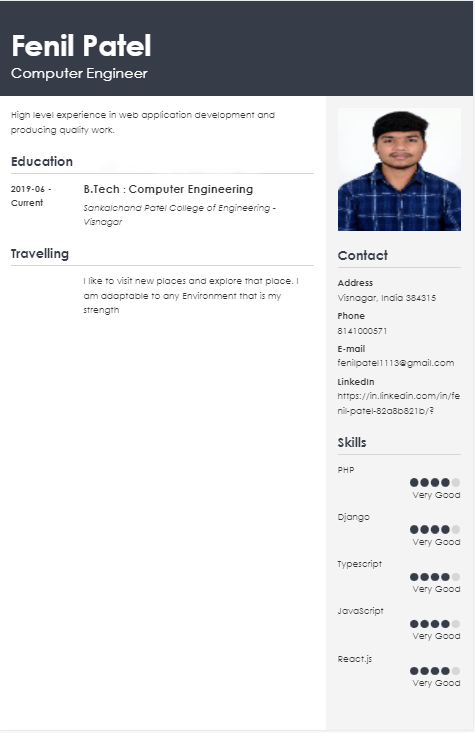 Fenil Patel
Computer Engineer
High level experience in web application development and
producing quality work.
Education
2019-06 -
Current
B.Tech : Computer Engineering
Sankalchand Patel College of Engineering -
Visnagar
Travelling
I like to visit new places and explore that place. I
am adaptable to any Environment that is my
strength
Contact
Address
Visnagar, India 384315
Phone
8141000571
E-mail
fenilpatel1113@gmail.com
LinkedIn
https://in.linkedin.com/in/fe
nil-patel-82a8b821b/?
Skills
PHP
Very Good
Django
Very Good
Typescript
Very Good
JavaScript
Very Good
React.js
Very Good